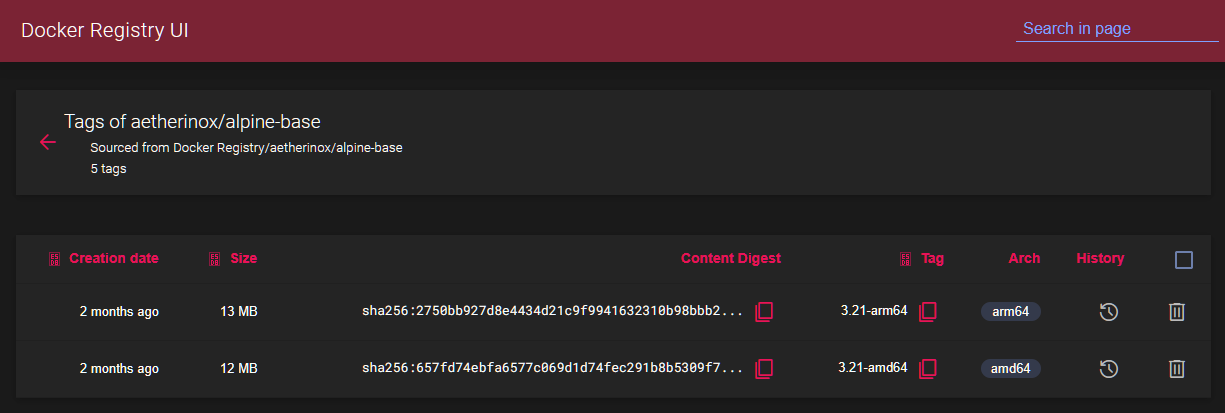 Docker Registry UI Search in page
Tags of aetherinox/alpine-base
Sourced from Docker Registry/aetherinox/alpine-base
5 tags
Creation date Size Content Digest Tag Arch History
2 months ago 13 MB sha256:2750bb927d8e4434d21c9f9941632310b98bbb2... 3.21-arm64 arm64
2 months ago 12 MB sha256:657fd74ebfa6577c069d1d74fec291b8b5309f7... 3.21-amd64 amd64